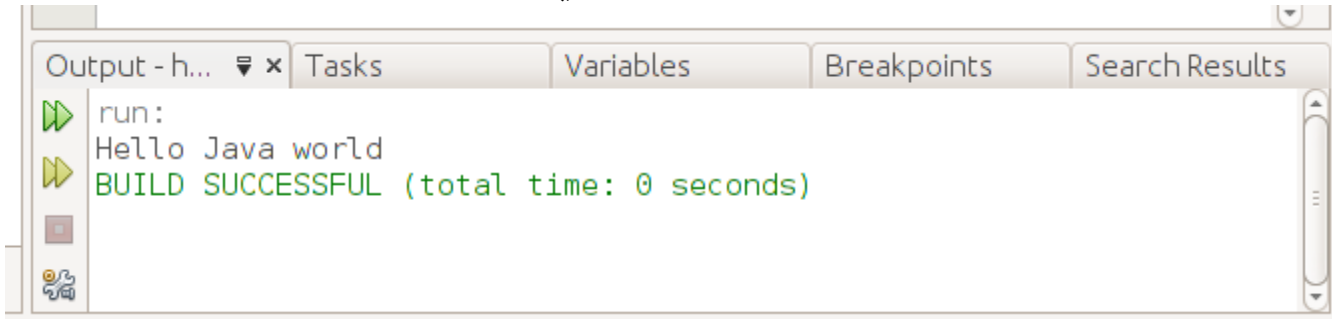 Output - h... Tasks Variables Breakpoints Search Results
run:
Hello Java world
BUILD SUCCESSFUL (total time: 0 seconds)